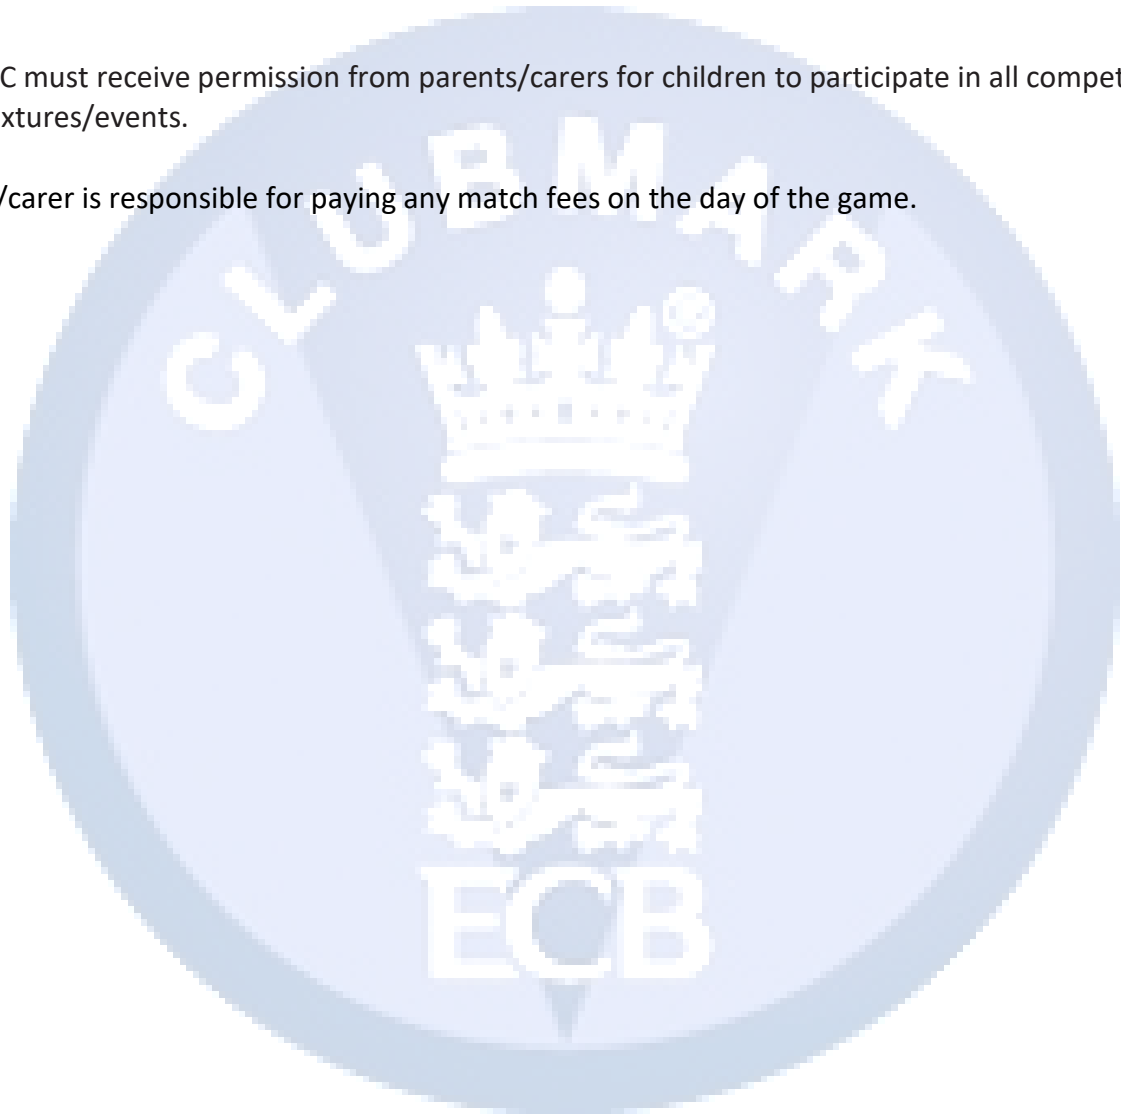 C must receive permission from parents/carers for children to participate in all compet
xtures/events.
/carer is responsible for paying any match fees on the day of the game.
CLUBMARK
ECB